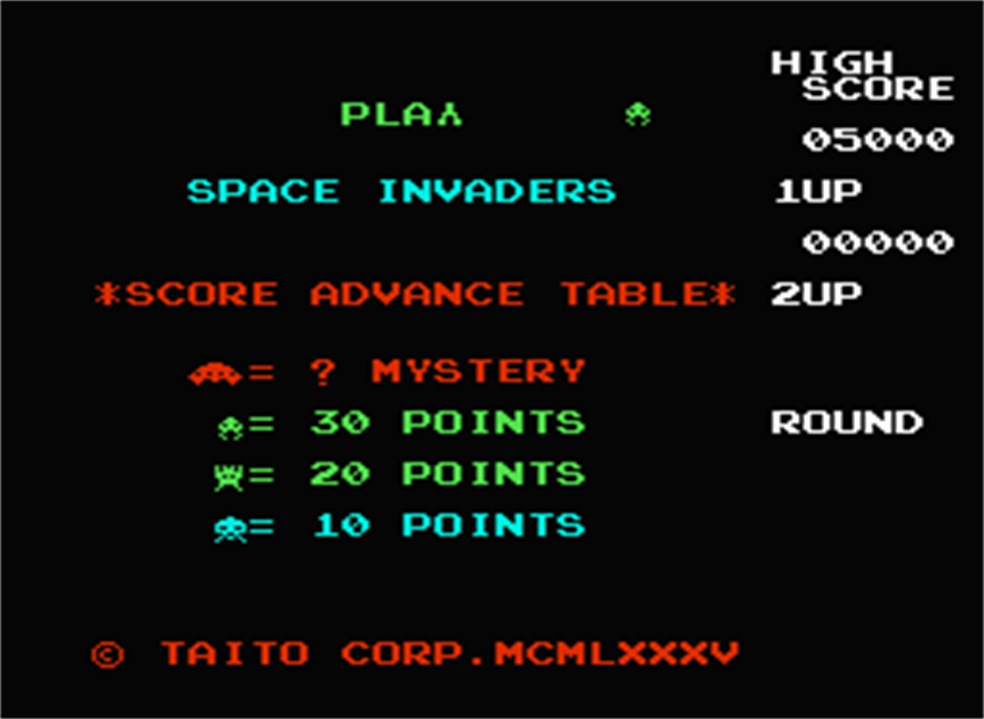 HIGH
SCORE
05000
1UP
00000
2UP
ROUND
PLA⅄
SPACE INVADERS
*SCORE ADVANCE TABLE*
= ? MYSTERY
= 30 POINTS
= 20 POINTS
= 10 POINTS
© TAITO CORP.MCMLXXXV